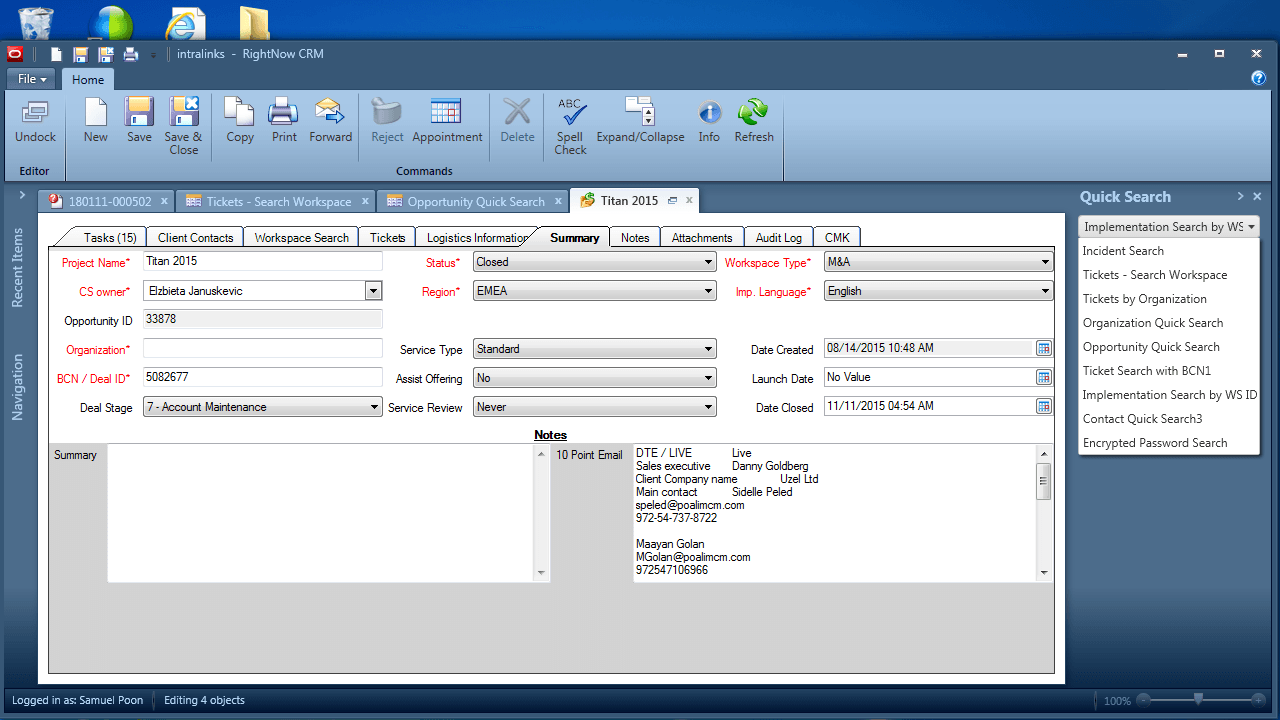 intralinks - RightNow CRM
File
Home
Undock
New
Save
Save & Close
Copy
Print
Forward
Reject
Appointment
Delete
ABC
Spell Check
Expand/Collapse
Info
Refresh
Editor
Commands
180111-000502
Tickets - Search Workspace
Opportunity Quick Search
Titan 2015
Recent Items
Navigation
Tasks (15)
Client Contacts
Workspace Search
Tickets
Logistics Information
Summary
Notes
Attachments
Audit Log
CMK
Project Name* Titan 2015
Status* Closed
Workspace Type* M&A
CS owner* Elzbieta Januskevic
Region* EMEA
Imp. Language* English
Opportunity ID 33878
Organization*
Service Type Standard
Date Created 08/14/2015 10:48 AM
BCN / Deal ID* 5082677
Assist Offering No
Launch Date No Value
Deal Stage 7 - Account Maintenance
Service Review Never
Date Closed 11/11/2015 04:54 AM
Notes
Summary
10 Point Email
DTE / LIVE Live
Sales executive Danny Goldberg
Client Company name Uzel Ltd
Main contact Sidelle Peled
speled@poalimcm.com
972-54-737-8722
Maayan Golan
MGolan@poalimcm.com
972547106966
Quick Search
Implementation Search by WS
Incident Search
Tickets - Search Workspace
Tickets by Organization
Organization Quick Search
Opportunity Quick Search
Ticket Search with BCN1
Implementation Search by WS ID
Contact Quick Search3
Encrypted Password Search
Logged in as: Samuel Poon
Editing 4 objects
100%